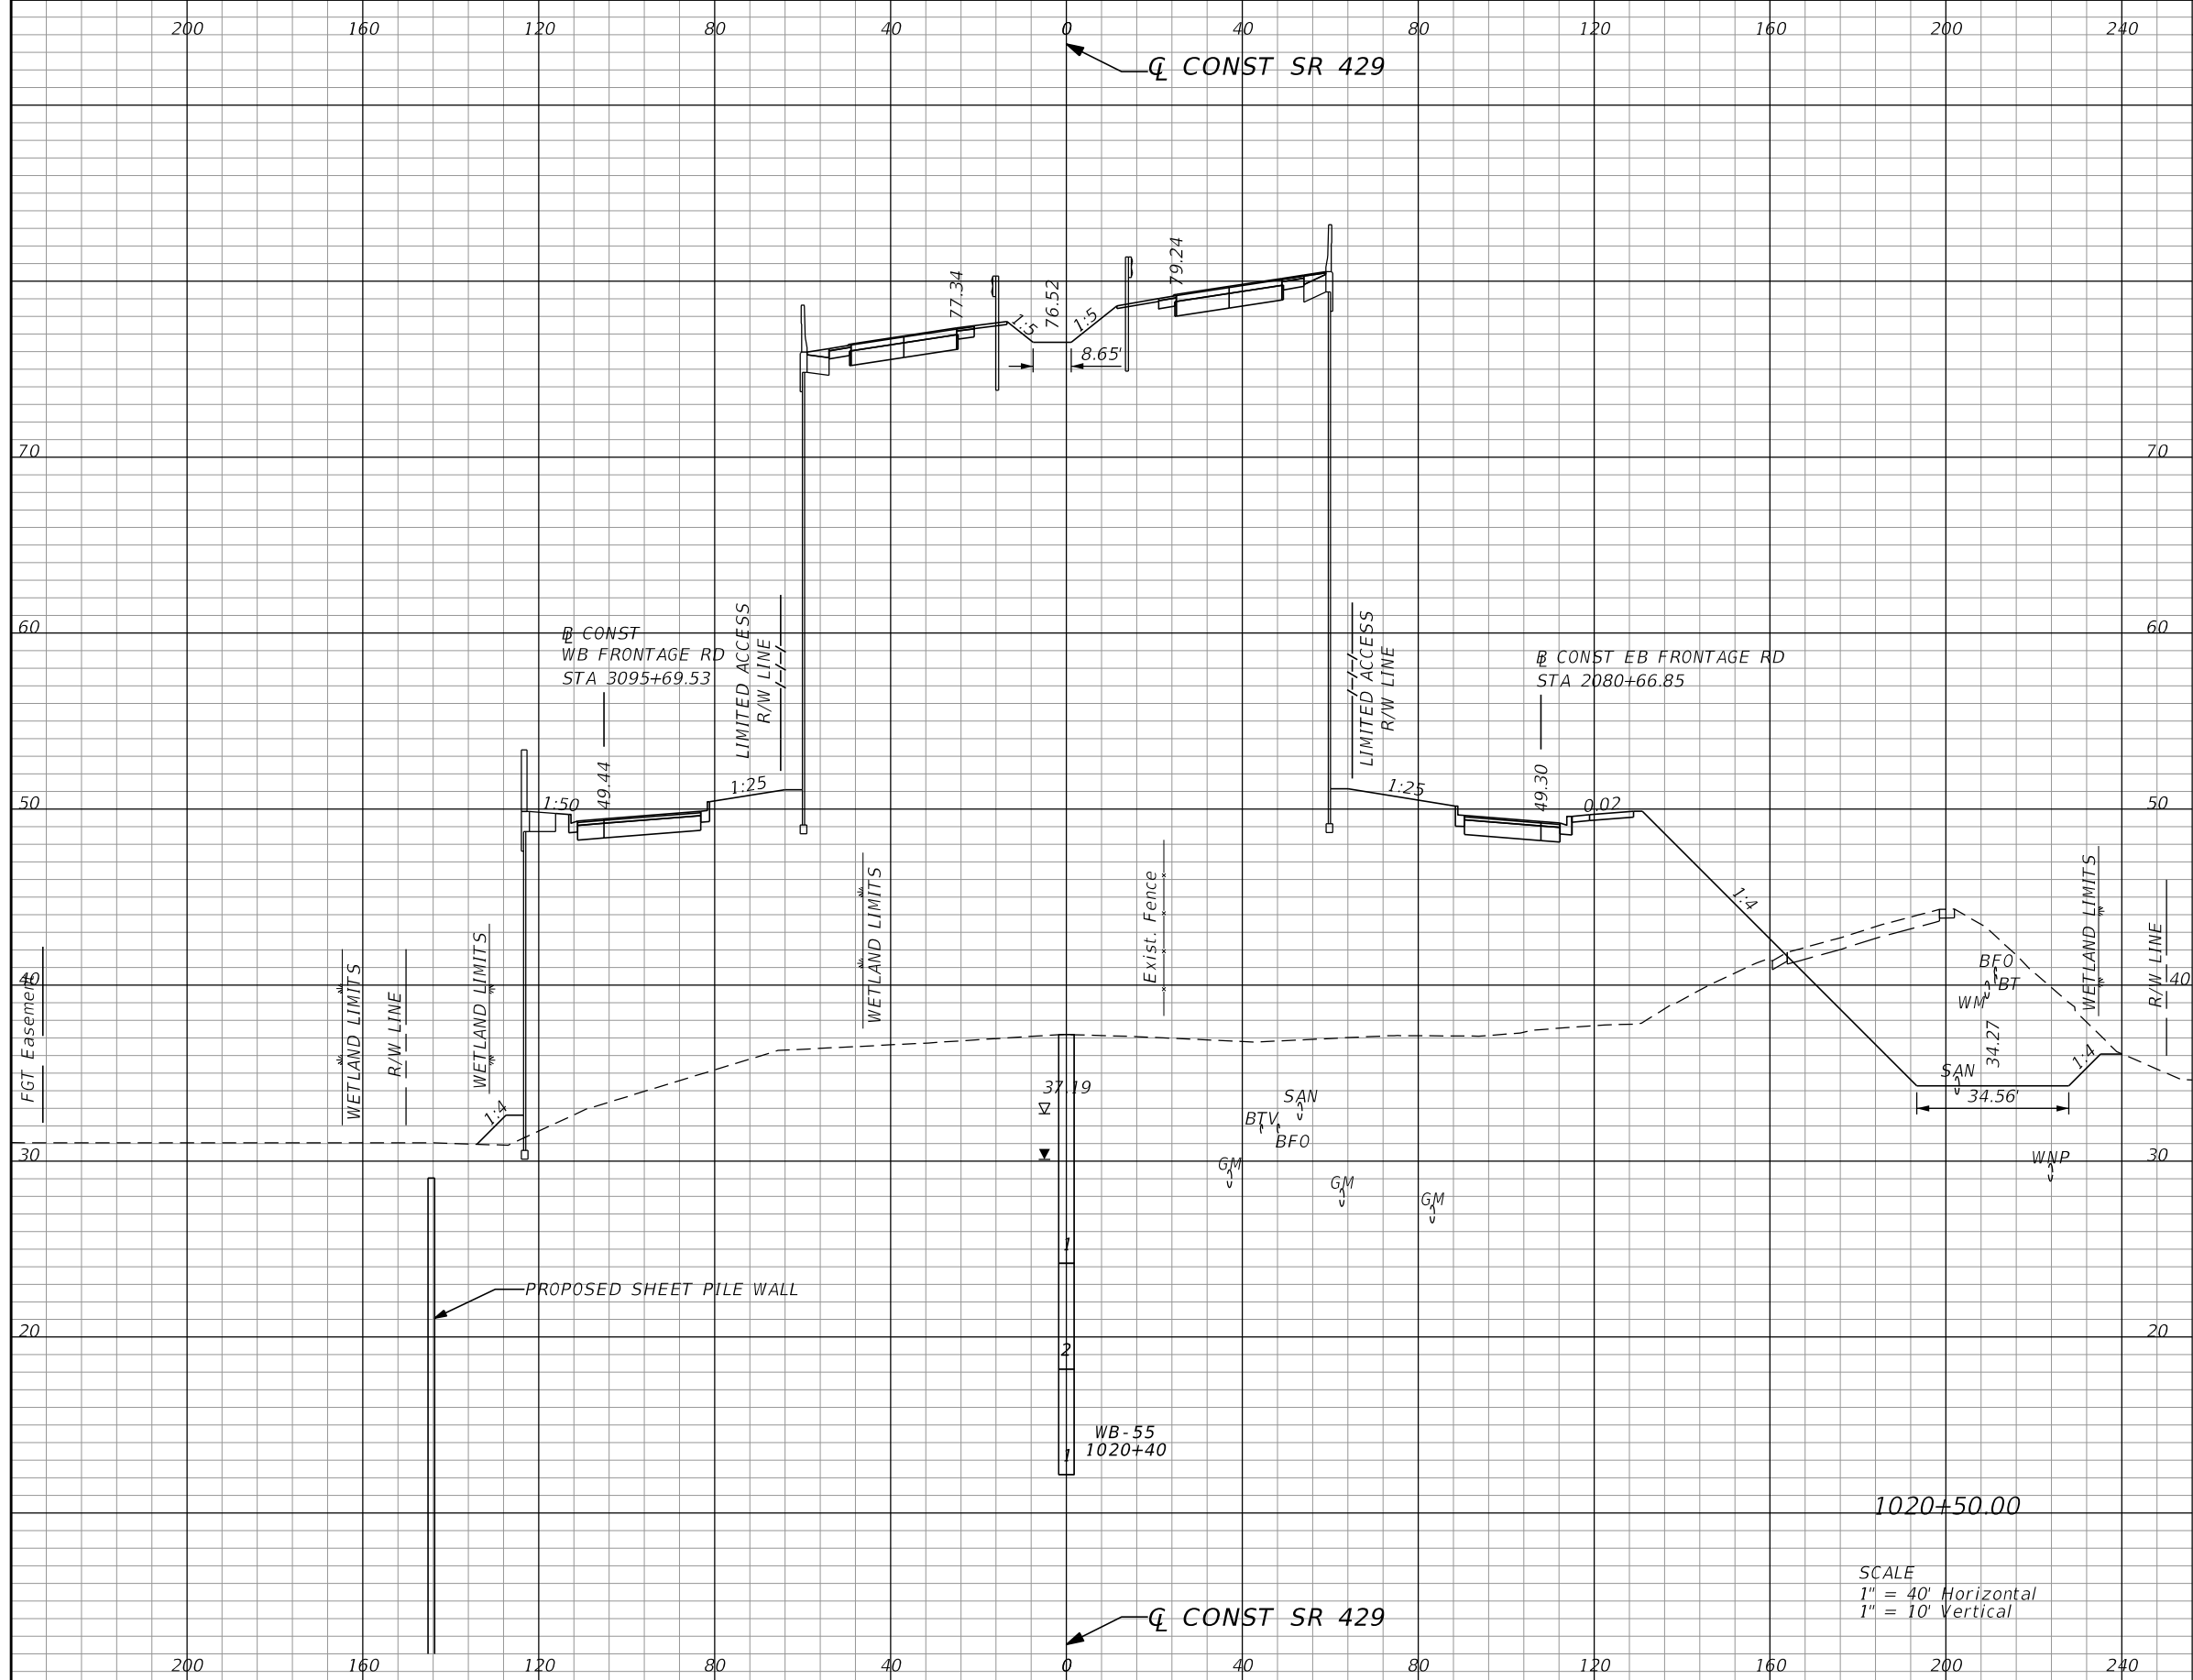 200 160 120 80 40 0 40 80 120 160 200 240
℄ CONST SR 429
79.24
77.34
76.52
1:5
1:5
8.65'
70 70
60 60
LIMITED ACCESS
R/W LINE
LIMITED ACCESS
R/W LINE
B̲L CONST
WB FRONTAGE RD
STA 3095+69.53
B̲L CONST EB FRONTAGE RD
STA 2080+66.85
49.44
1:25
1:50
1:25
49.30
0.02
50 50
1:4
WETLAND LIMITS
Exist. Fence
WETLAND LIMITS
R/W LINE
FGT Easement
WETLAND LIMITS
R/W LINE
WETLAND LIMITS
40 40
BFO
BT
WM
34.27
SAN
1:4
34.56'
37.19
SAN
BTV
BFO
1:4
30 30
GM
GM
GM
WNP
1
PROPOSED SHEET PILE WALL
20 20
2
WB-55
1020+40
1
1020+50.00
SCALE
1" = 40' Horizontal
1" = 10' Vertical
℄ CONST SR 429
200 160 120 80 40 0 40 80 120 160 200 240